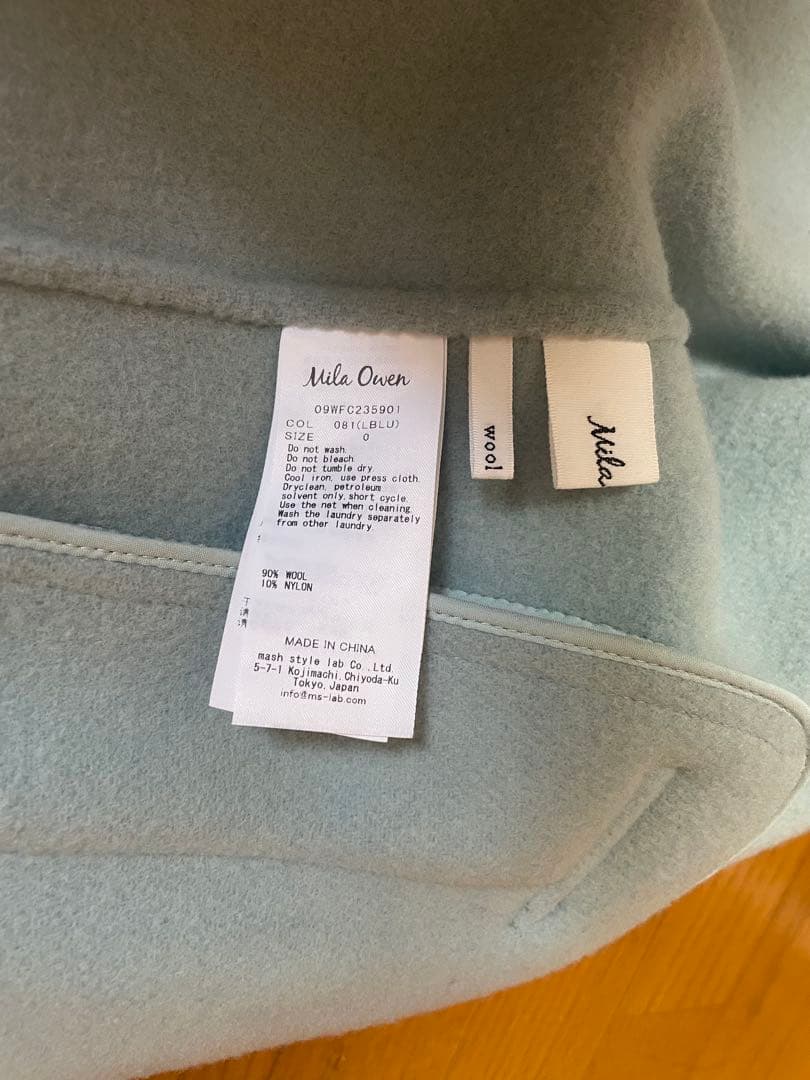 Mila Owen
09WFC235901
COL 081(LBLU)
SIZE 0
Do not wash.
Do not bleach.
Do not tumble dry.
Cool iron, use press cloth.
Dryclean, petroleum
solvent only, short cycle.
Use the net when cleaning.
Wash the laundry separately
from other laundry.
90% WOOL
10% NYLON
MADE IN CHINA
mash style lab Co.,Ltd.
5-7-1 Kojimachi, Chiyoda-Ku
Tokyo, Japan
info@ms-lab.com
干
清
清
wool
Mila